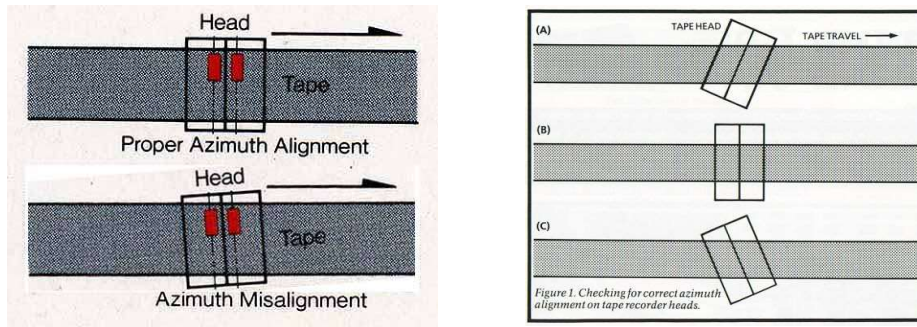 Head
Tape
Proper Azimuth Alignment
Head
Tape
Azimuth Misalignment
(A)
TAPE HEAD
TAPE TRAVEL
(B)
(C)
Figure 1. Checking for correct azimuth
alignment on tape recorder heads.